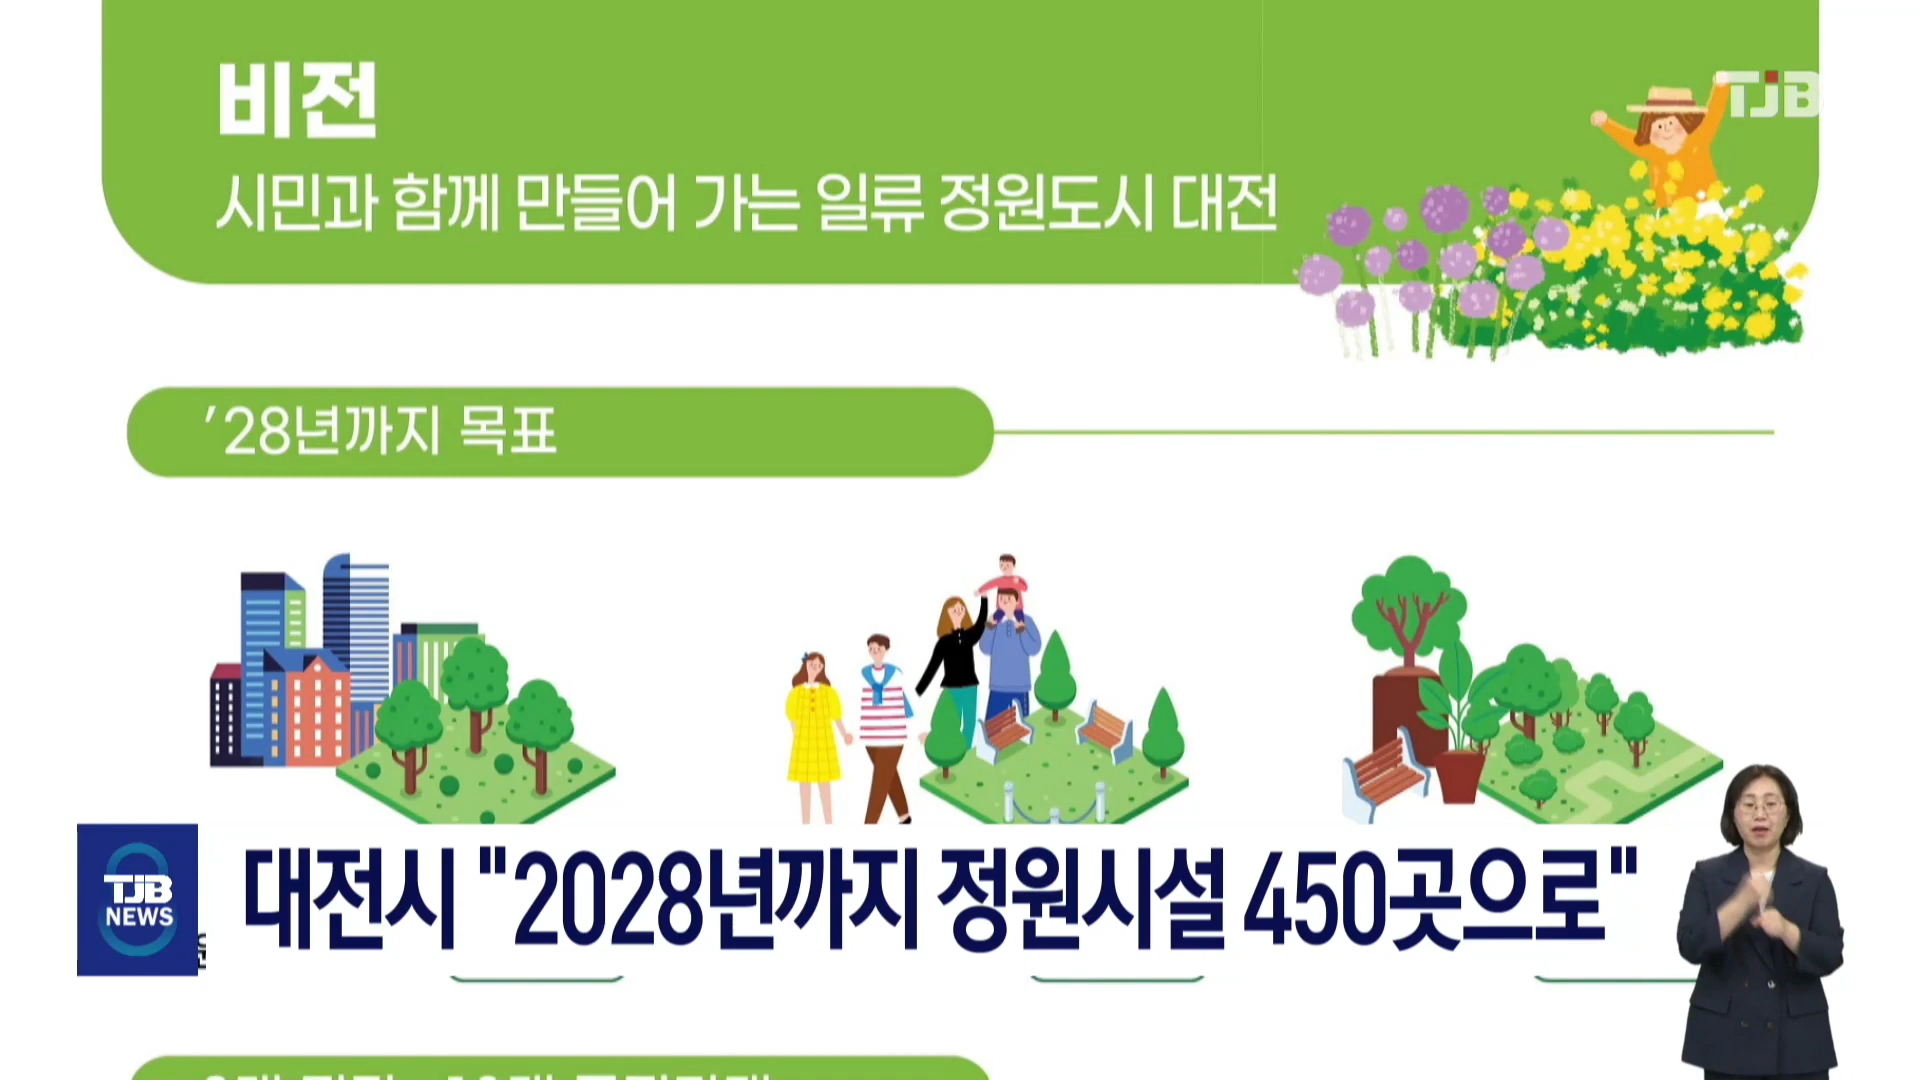 비전
TJB
시민과 함께 만들어 가는 일류 정원도시 대전
'28년까지 목표
TJB
NEWS
대전시 "2028년까지 정원시설 450곳으로"